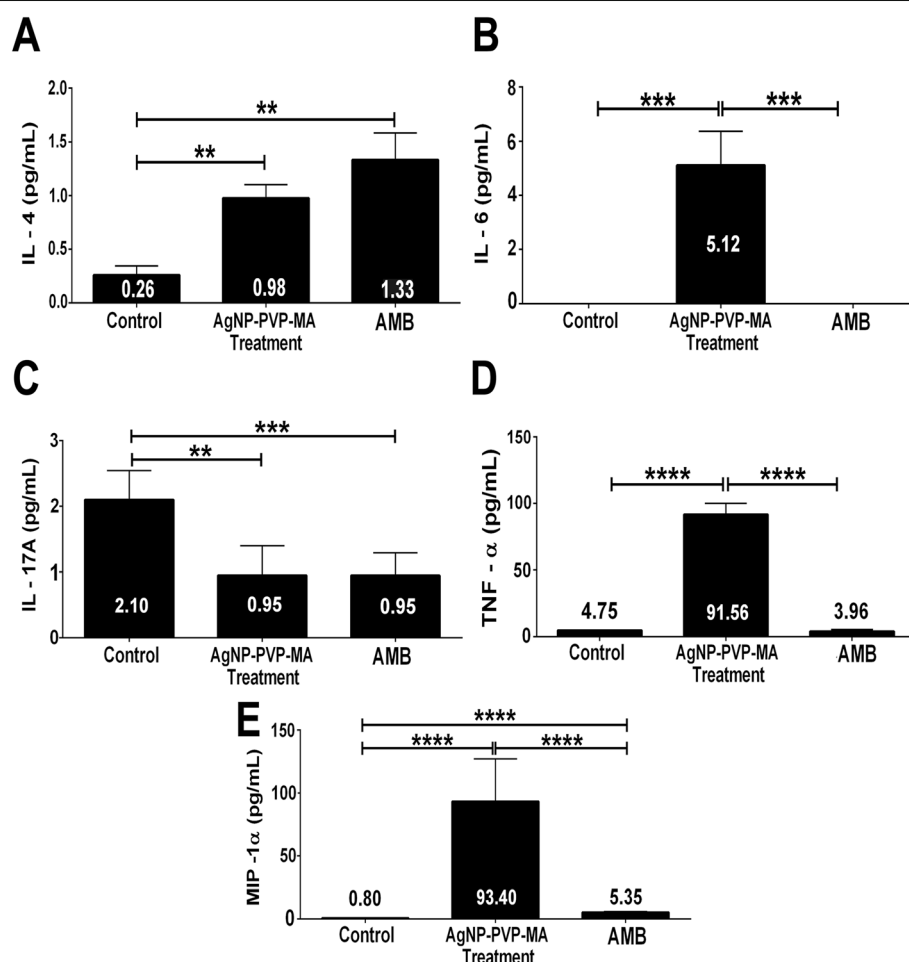 A
IL - 4 (pg/mL)
2.0
1.5
1.0
0.5
0.0
**
**
0.26
0.98
1.33
Control
AgNP-PVP-MA
Treatment
AMB
B
IL - 6 (pg/mL)
8
6
4
2
0
***
***
5.12
Control
AgNP-PVP-MA
Treatment
AMB
C
IL - 17A (pg/mL)
3
2
1
0
***
**
2.10
0.95
0.95
Control
AgNP-PVP-MA
Treatment
AMB
D
TNF - α (pg/mL)
150
100
50
0
****
****
4.75
91.56
3.96
Control
AgNP-PVP-MA
Treatment
AMB
E
MIP -1α (pg/mL)
150
100
50
0
****
****
****
0.80
93.40
5.35
Control
AgNP-PVP-MA
Treatment
AMB